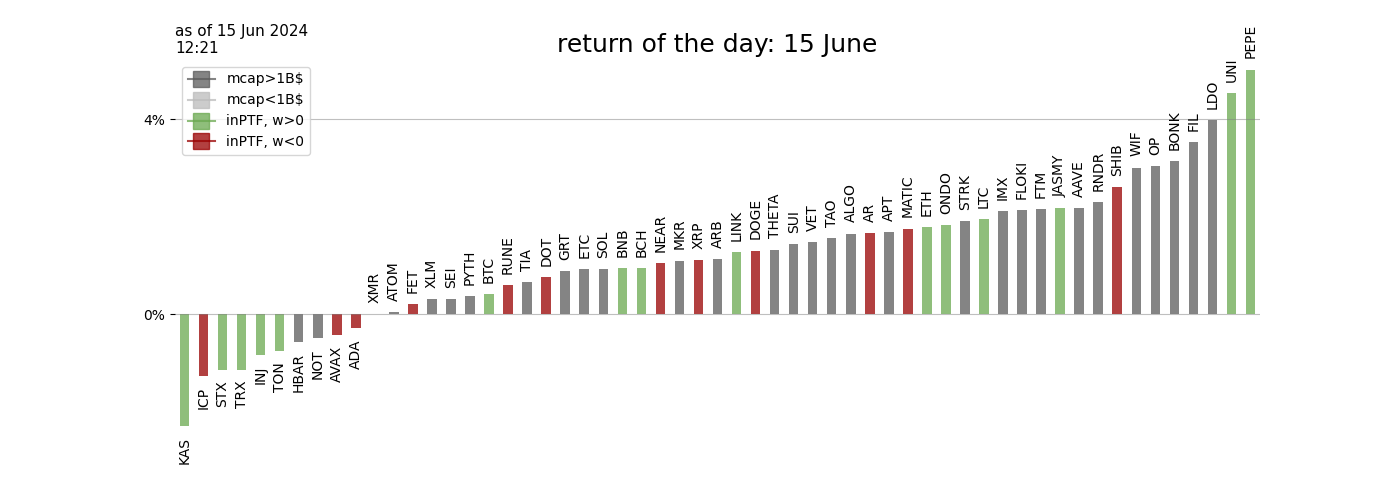 as of 15 Jun 2024
12:21
return of the day: 15 June
mcap>1B$
mcap<1B$
inPTF, w>0
inPTF, w<0
4%
0%
KAS
ICP
STX
TRX
INJ
TON
HBAR
NOT
AVAX
ADA
XMR
ATOM
FET
XLM
SEI
PYTH
BTC
RUNE
TIA
DOT
GRT
ETC
SOL
BNB
BCH
NEAR
MKR
XRP
ARB
LINK
DOGE
THETA
SUI
VET
TAO
ALGO
AR
APT
MATIC
ETH
ONDO
STRK
LTC
IMX
FLOKI
FTM
JASMY
AAVE
RNDR
SHIB
WIF
OP
BONK
FIL
LDO
UNI
PEPE